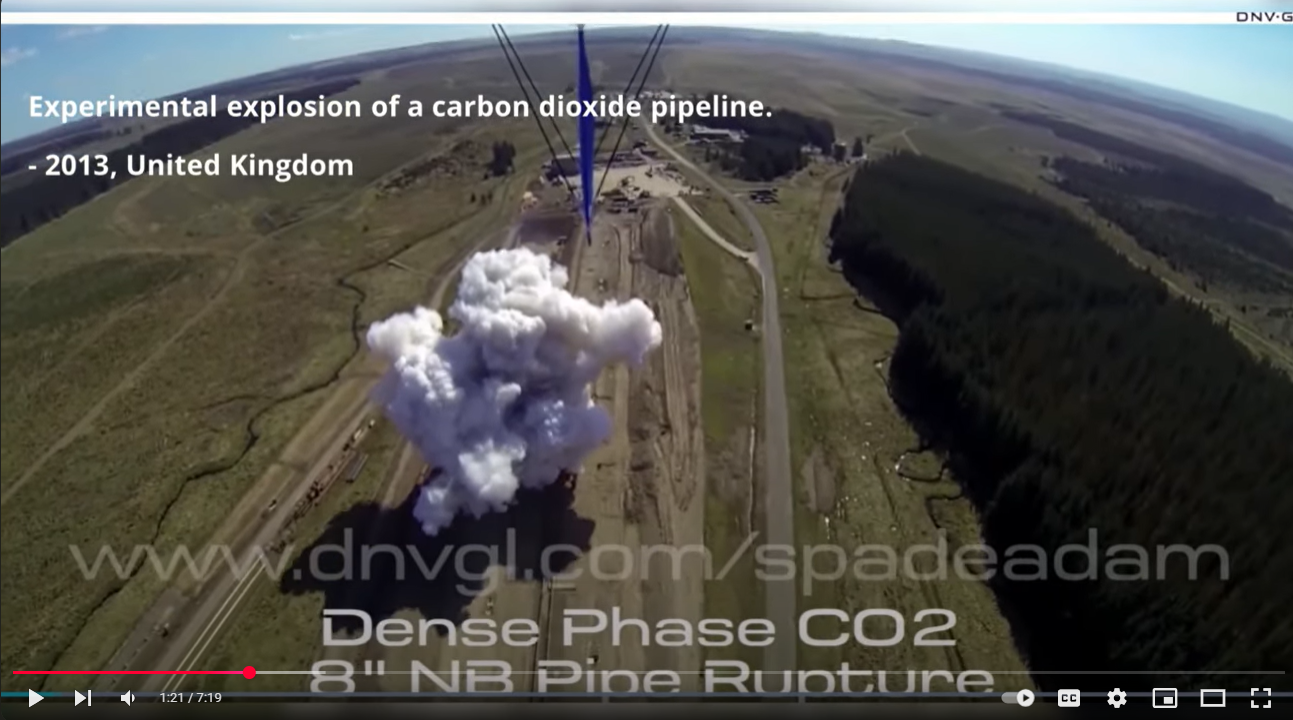 DNV·G
Experimental explosion of a carbon dioxide pipeline.
- 2013, United Kingdom
www.dnvgl.com/spadeadam
Dense Phase CO2
8" NB Pipe Rupture
1:21 / 7:19
CC